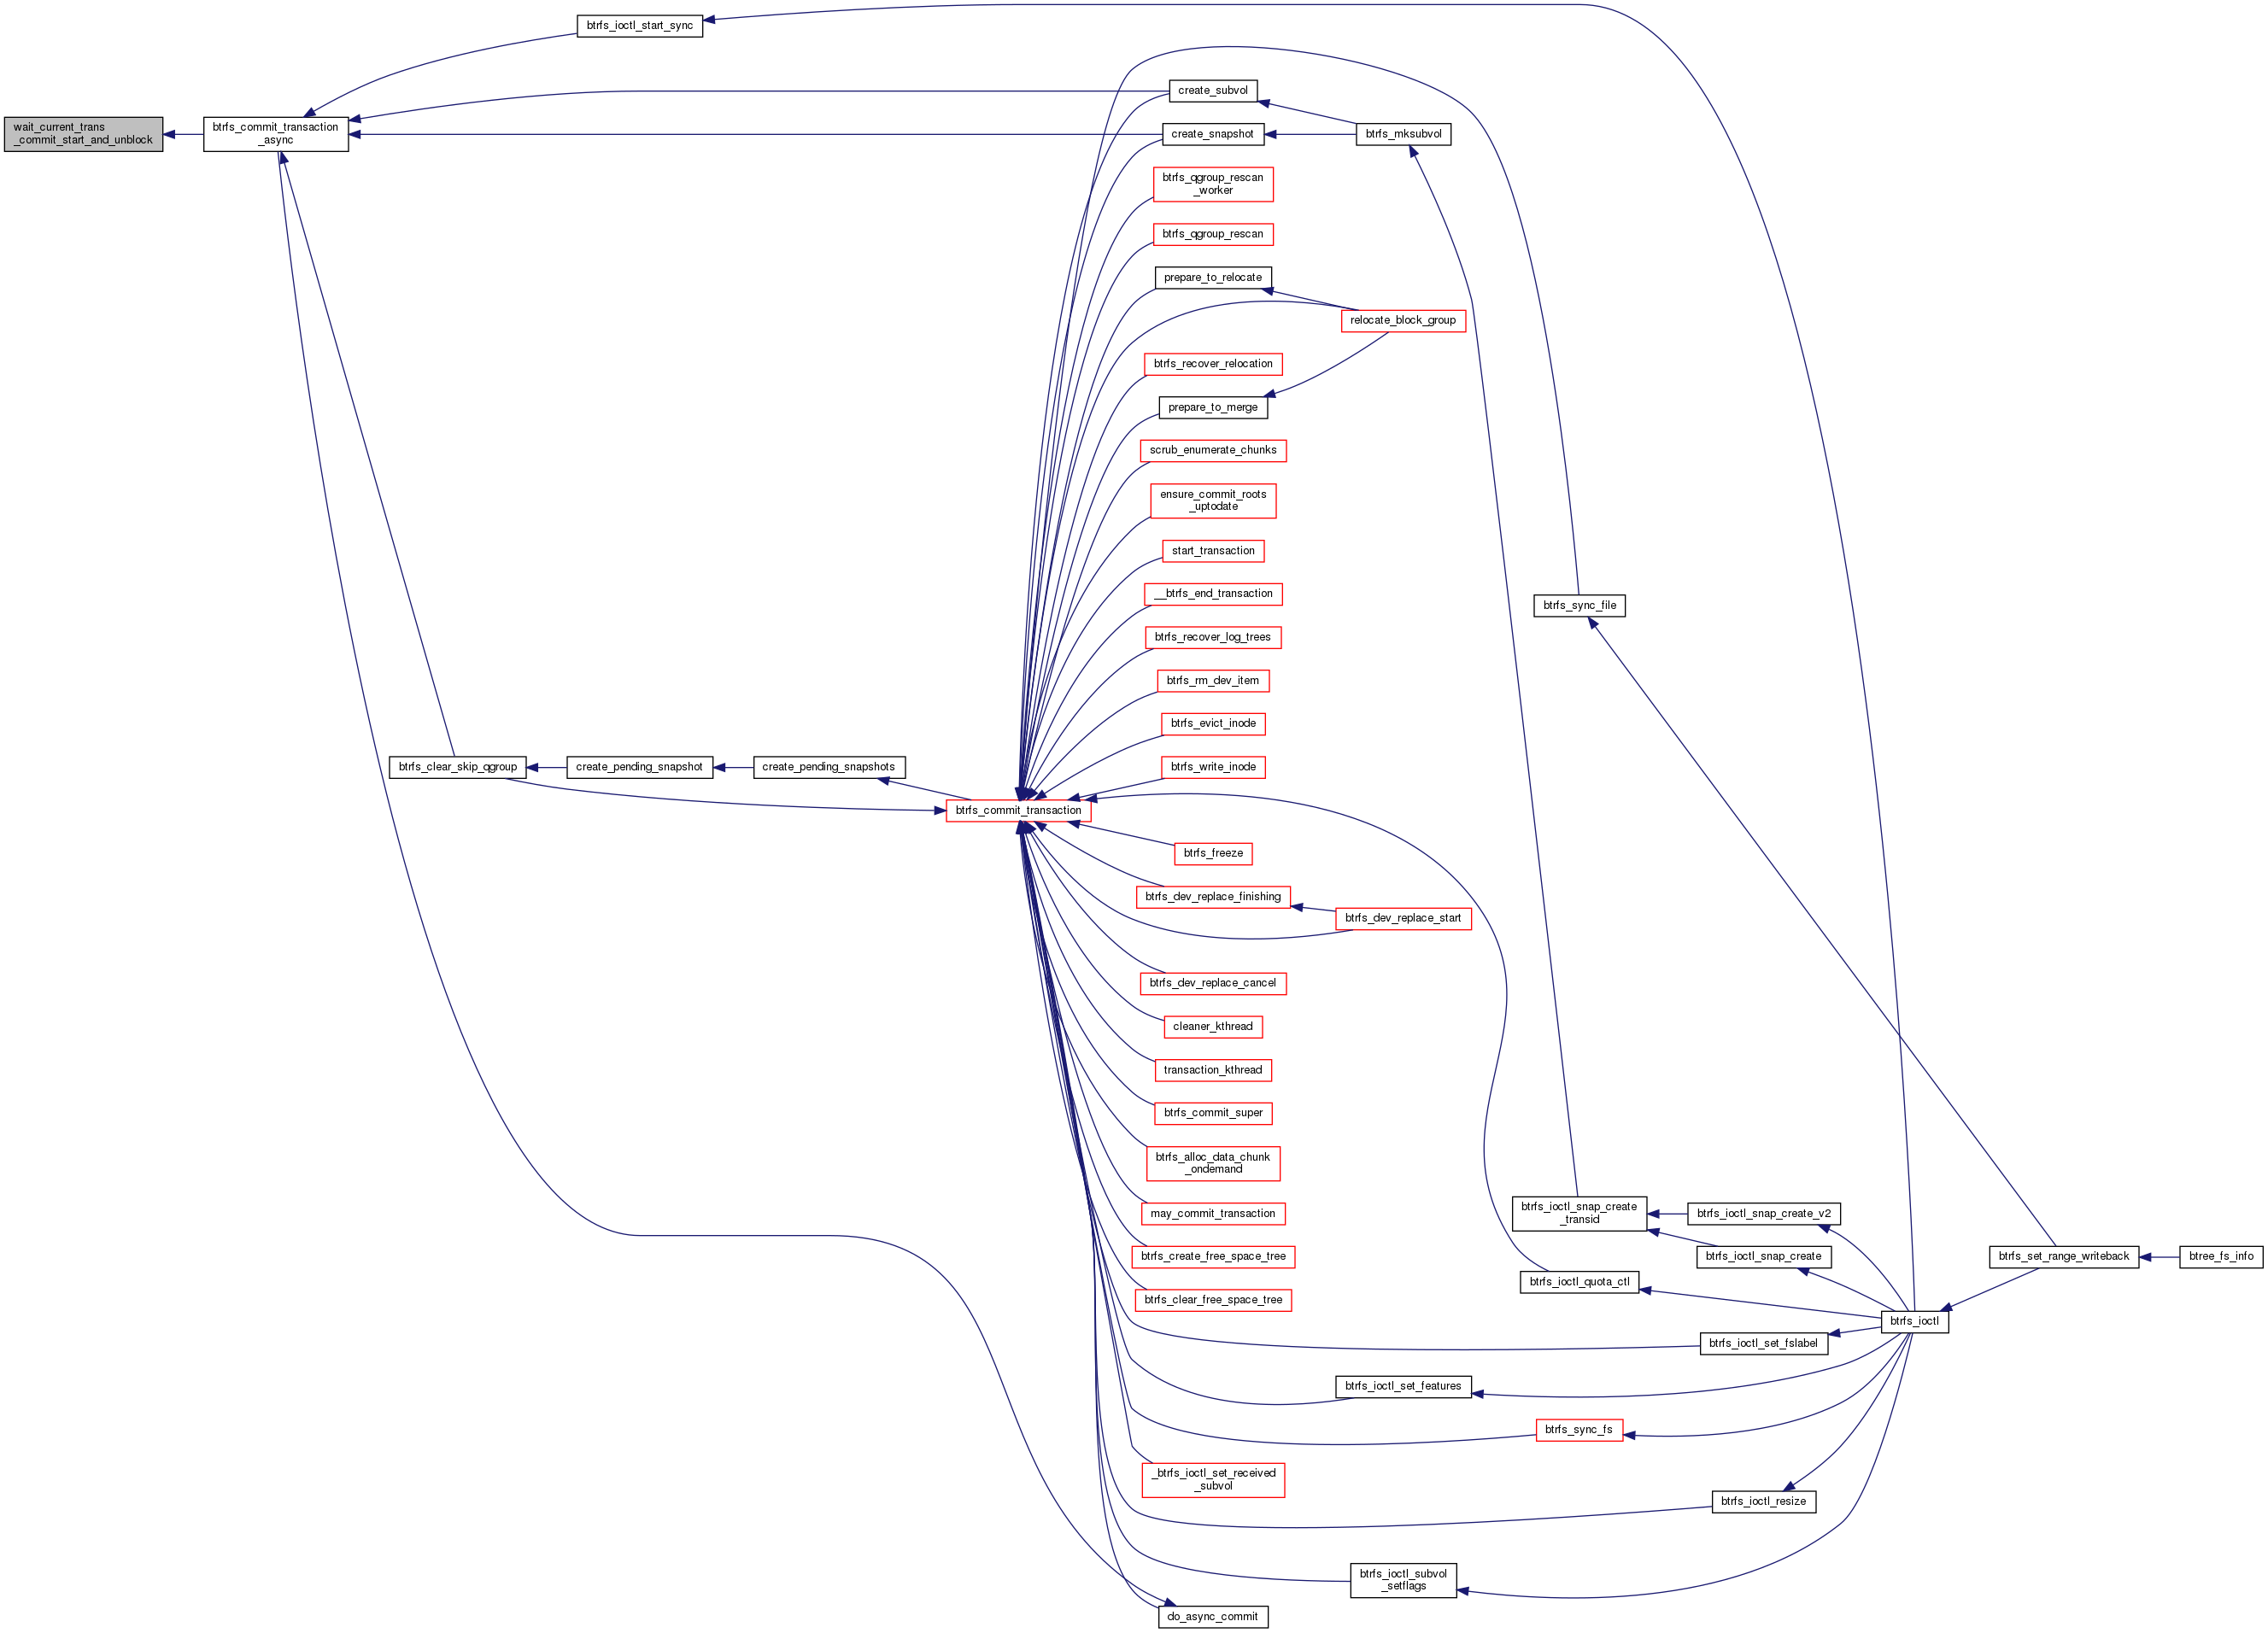 btrfs_ioctl_start_sync
create_subvol
wait_current_trans
_commit_start_and_unblock
btrfs_commit_transaction
_async
create_snapshot
btrfs_mksubvol
btrfs_qgroup_rescan
_worker
btrfs_qgroup_rescan
prepare_to_relocate
relocate_block_group
btrfs_recover_relocation
prepare_to_merge
scrub_enumerate_chunks
ensure_commit_roots
_uptodate
start_transaction
__btrfs_end_transaction
btrfs_sync_file
btrfs_recover_log_trees
btrfs_rm_dev_item
btrfs_evict_inode
btrfs_clear_skip_qgroup
create_pending_snapshot
create_pending_snapshots
btrfs_write_inode
btrfs_commit_transaction
btrfs_freeze
btrfs_dev_replace_finishing
btrfs_dev_replace_start
btrfs_dev_replace_cancel
cleaner_kthread
transaction_kthread
btrfs_commit_super
btrfs_alloc_data_chunk
_ondemand
may_commit_transaction
btrfs_ioctl_snap_create
_transid
btrfs_ioctl_snap_create_v2
btrfs_create_free_space_tree
btrfs_ioctl_snap_create
btrfs_set_range_writeback
btree_fs_info
btrfs_ioctl_quota_ctl
btrfs_clear_free_space_tree
btrfs_ioctl
btrfs_ioctl_set_fslabel
btrfs_ioctl_set_features
btrfs_sync_fs
_btrfs_ioctl_set_received
_subvol
btrfs_ioctl_resize
btrfs_ioctl_subvol
_setflags
do_async_commit